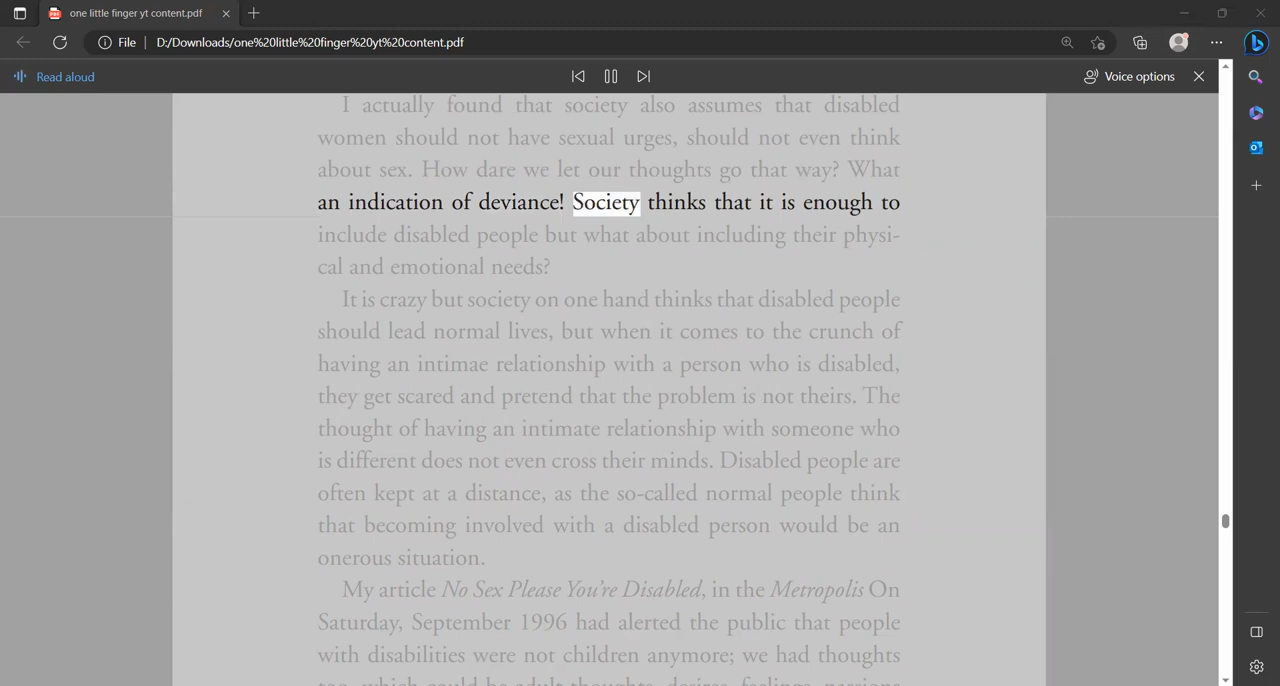 one little finger yt content.pdf
File
D:/Downloads/one%20little%20finger%20yt%20content.pdf
Read aloud
Voice options
I actually found that society also assumes that disabled
women should not have sexual urges, should not even think
about sex. How dare we let our thoughts go that way? What
an indication of deviance! Society thinks that it is enough to
include disabled people but what about including their physi-
cal and emotional needs?
It is crazy but society on one hand thinks that disabled people
should lead normal lives, but when it comes to the crunch of
having an intimae relationship with a person who is disabled,
they get scared and pretend that the problem is not theirs. The
thought of having an intimate relationship with someone who
is different does not even cross their minds. Disabled people are
often kept at a distance, as the so-called normal people think
that becoming involved with a disabled person would be an
onerous situation.
My article No Sex Please You're Disabled, in the Metropolis On
Saturday, September 1996 had alerted the public that people
with disabilities were not children anymore; we had thoughts
too, which could be adult thoughts, desires, feelings, passions